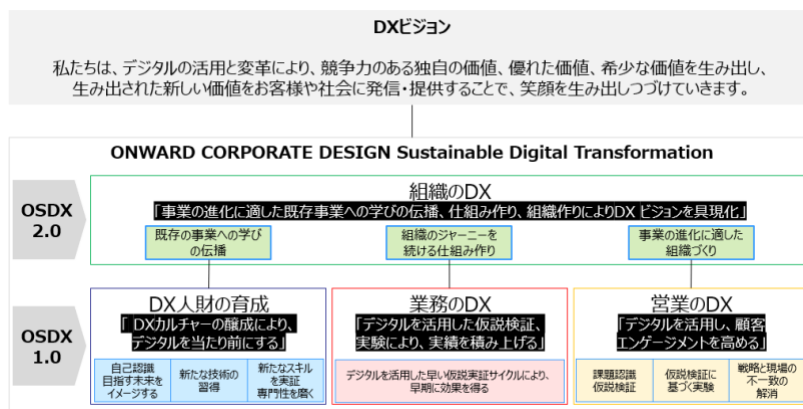 DXビジョン
私たちは、デジタルの活用と変革により、競争力のある独自の価値、優れた価値、希少な価値を生み出し、
生み出された新しい価値をお客様や社会に発信・提供することで、笑顔を生み出しつづけていきます。
ONWARD CORPORATE DESIGN Sustainable Digital Transformation
OSDX
2.0
組織のDX
「事業の進化に適した既存事業への学びの伝播、仕組み作り、組織作りによりDX ビジョンを具現化」
既存の事業への学び
の伝播
組織のジャーニーを
続ける仕組み作り
事業の進化に適した
組織づくり
OSDX
1.0
DX人財の育成
「 DXカルチャーの醸成により、
デジタルを当たり前にする」
自己認識
目指す未来を
イメージする
新たな技術の
習得
新たなスキル
を実証
専門性を磨く
業務のDX
「デジタルを活用した仮説検証、
実験により、実績を積み上げる」
デジタルを活用した早い仮説実証サイクルにより、
早期に効果を得る
営業のDX
「デジタルを活用し、顧客
エンゲージメントを高める」
課題認識
仮説検証
仮説検証に
基づく実験
戦略と現場の
不一致の
解消